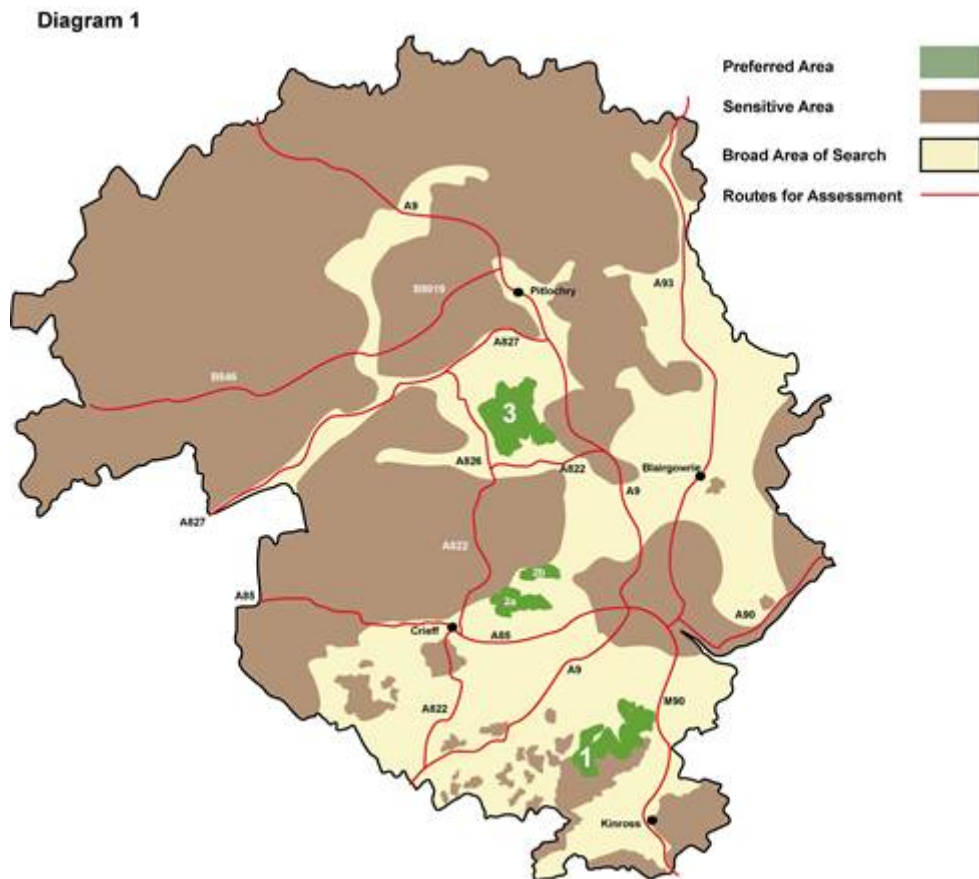 Diagram 1
Preferred Area
Sensitive Area
Broad Area of Search
Routes for Assessment
A9
A93
B8019
Pitlochry
A827
B846
3
A826
A822
Blairgowrie
A9
A827
A822
2b
A85
2a
A90
Crieff
A85
A9
A822
M90
1
Kinross